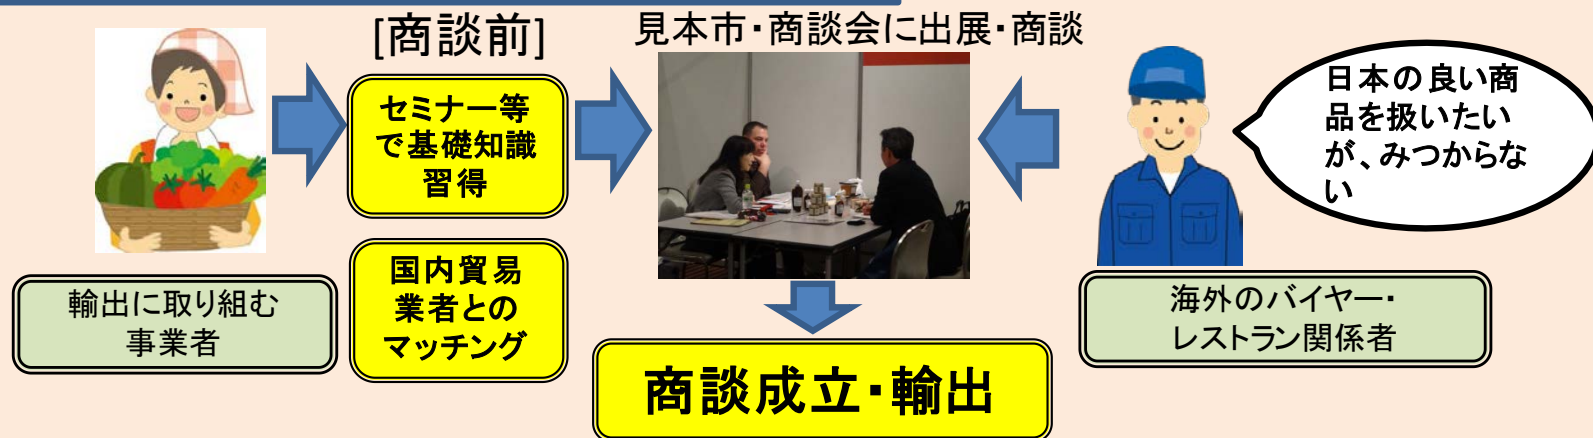 [商談前]
見本市・商談会に出展・商談
セミナー等
で基礎知識
習得
国内貿易
業者との
マッチング
輸出に取り組む
事業者
日本の良い商
品を扱いたい
が、みつからな
い
海外のバイヤー・
レストラン関係者
商談成立・輸出